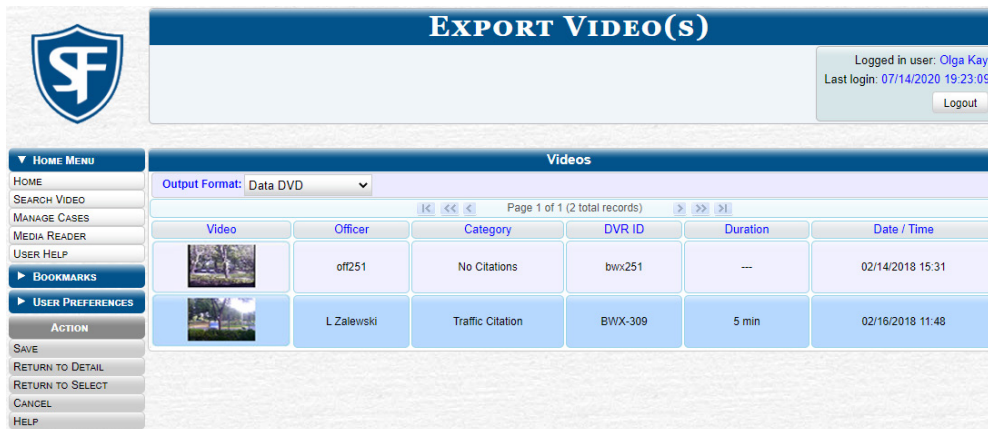 EXPORT VIDEO(S)
SF
Logged in user: Olga Kay
Last login: 07/14/2020 19:23:09
Logout
▼ HOME MENU
HOME
SEARCH VIDEO
MANAGE CASES
MEDIA READER
USER HELP
▶ BOOKMARKS
▶ USER PREFERENCES
ACTION
SAVE
RETURN TO DETAIL
RETURN TO SELECT
CANCEL
HELP
Videos
Output Format: Data DVD
|< << < Page 1 of 1 (2 total records) > >> >|
Video Officer Category DVR ID Duration Date / Time
off251 No Citations bwx251 --- 02/14/2018 15:31
L Zalewski Traffic Citation BWX-309 5 min 02/16/2018 11:48